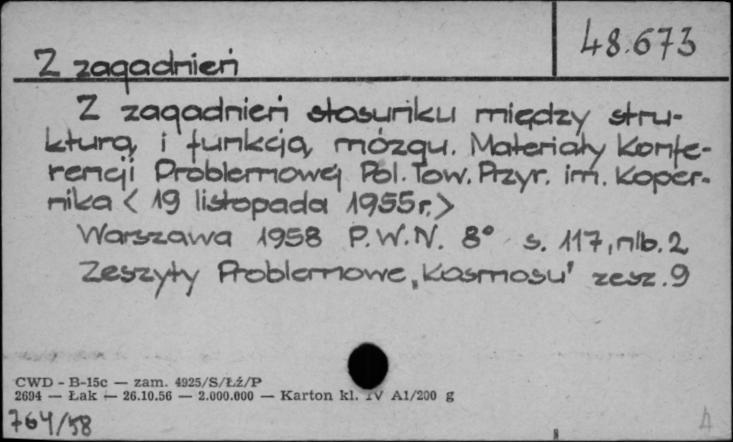 48.673
Z zagadnień
Z zagadnień stosunku między stru-
kturą i funkcją mózgu. Materiały Konfe-
rencji Problemowej Pol. Tow. Przyr. im. Koper-
nika < 19 listopada 1955 r. >
Warszawa 1958 P.W.N. 8° s. 117, nlb. 2
Zeszyty Problemowe „Kosmosu" zesz. 9
CWD - B-15c — zam. 4925/S/Łź/P
2694 — Łak — 26.10.56 — 2.000.000 — Karton kl. IV A1/200 g
764/58